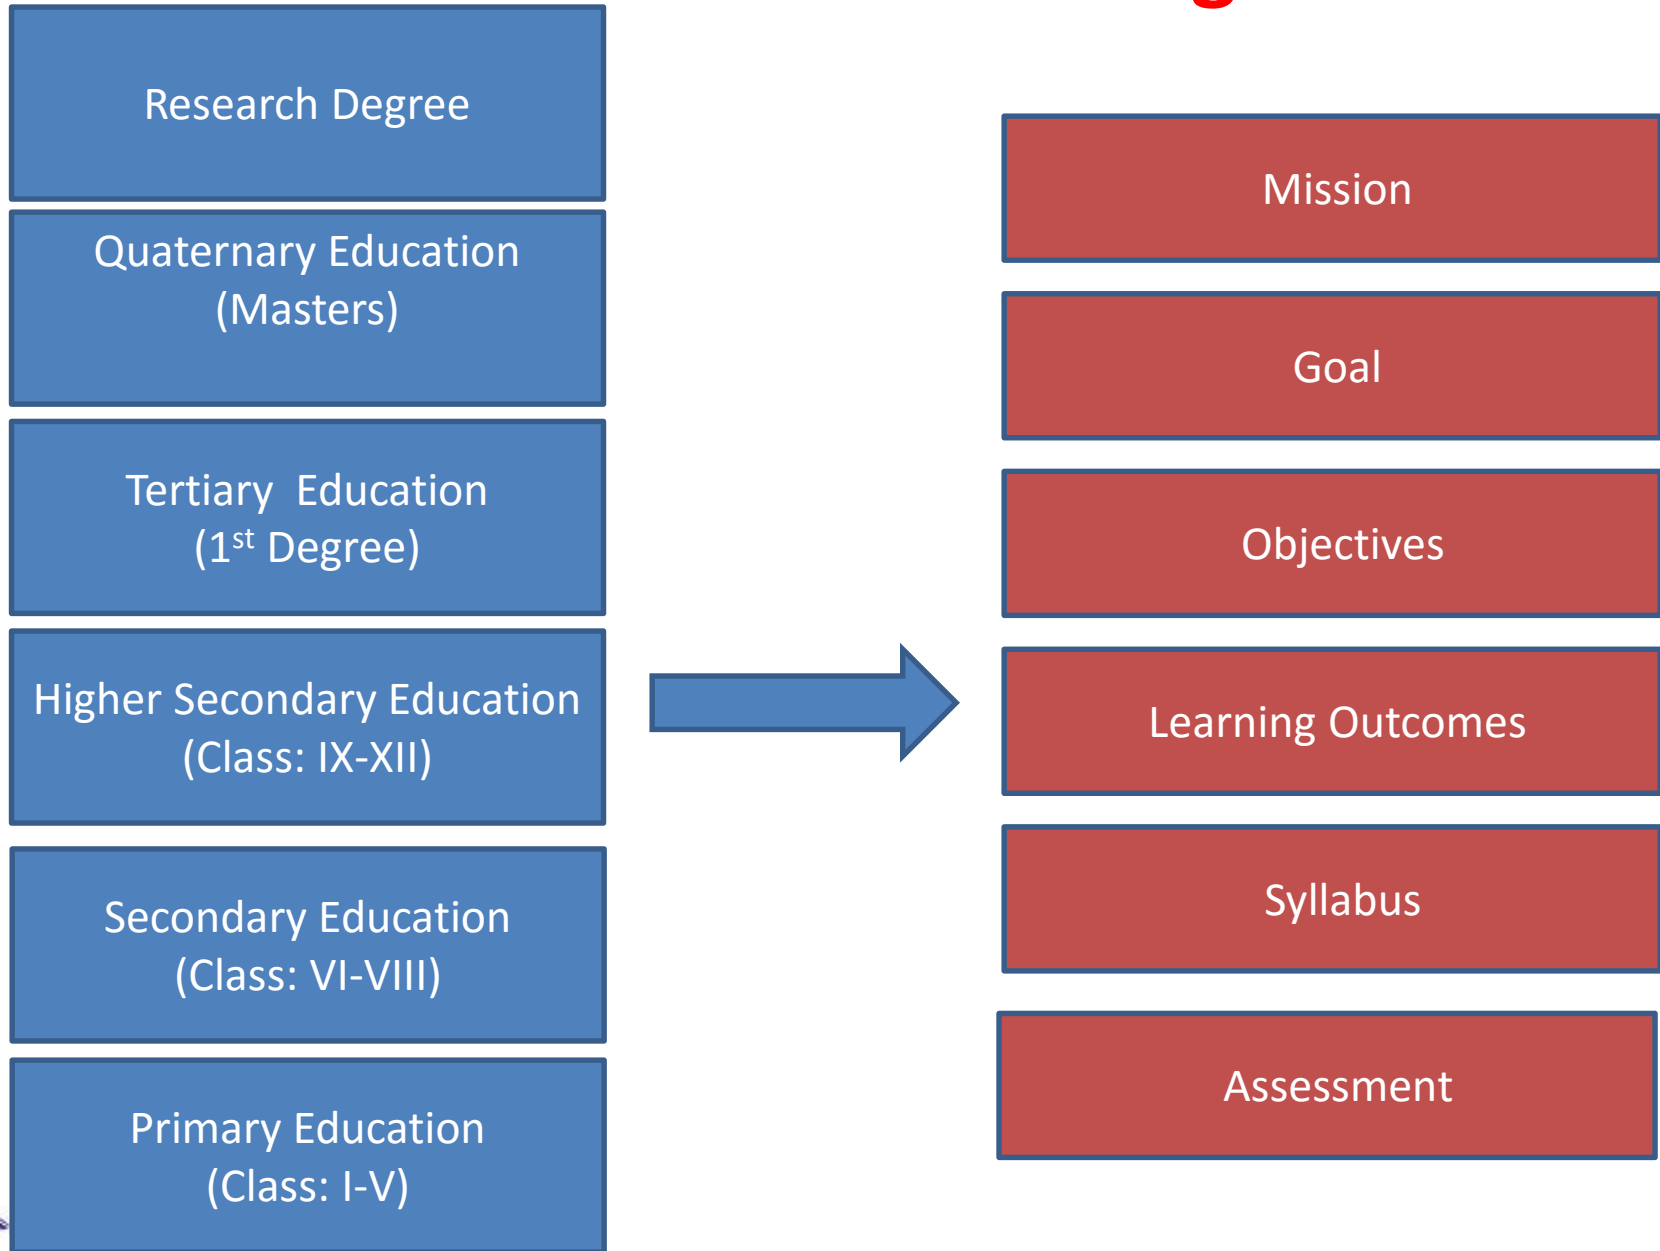 Research Degree
Quaternary Education
(Masters)
Tertiary Education
(1st Degree)
Higher Secondary Education
(Class: IX-XII)
Secondary Education
(Class: VI-VIII)
Primary Education
(Class: I-V)
Mission
Goal
Objectives
Learning Outcomes
Syllabus
Assessment